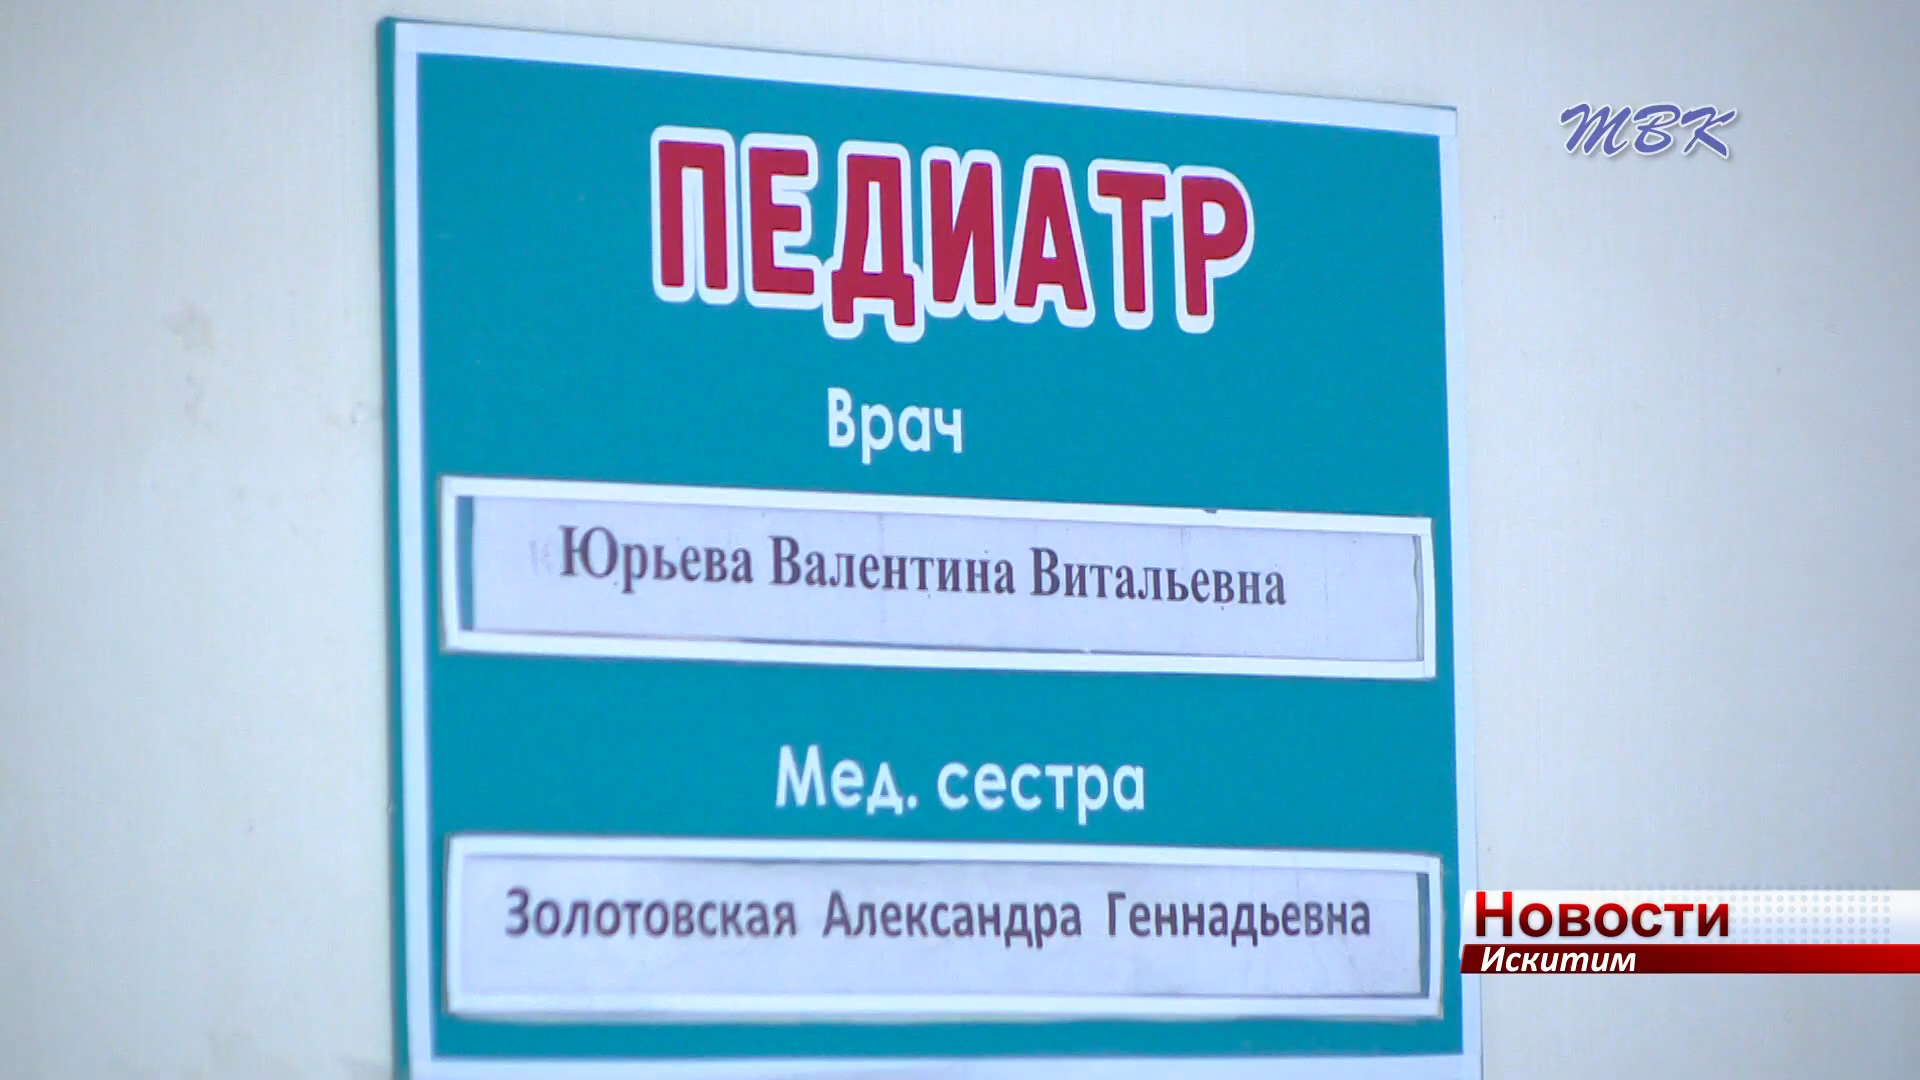 ТВК
ПЕДИАТР
Врач
Юрьева Валентина Витальевна
Мед. сестра
Золотовская Александра Геннадьевна
Новости
Искитим